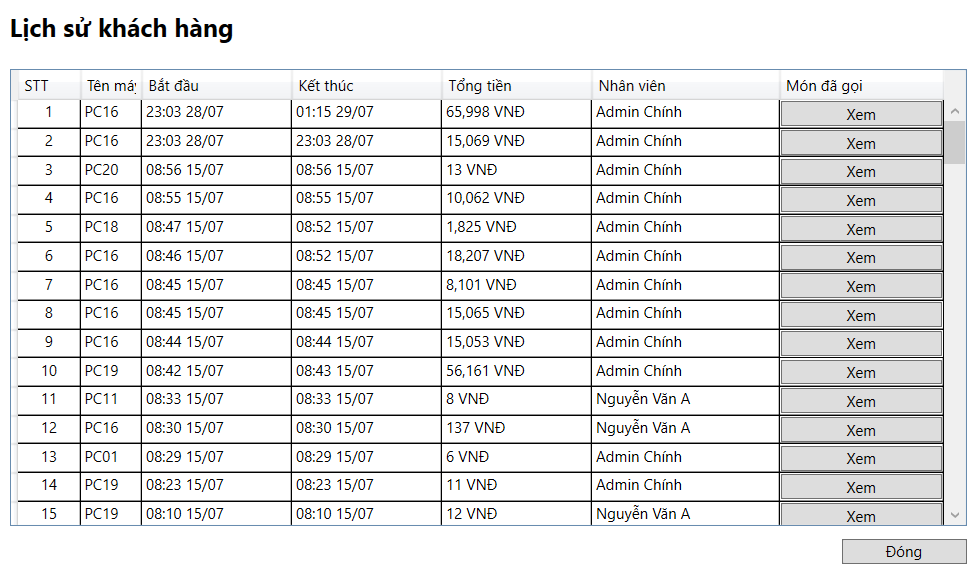 Lịch sử khách hàng
STT Tên máy Bắt đầu Kết thúc Tổng tiền Nhân viên Món đã gọi
1 PC16 23:03 28/07 01:15 29/07 65,998 VNĐ Admin Chính Xem
2 PC16 23:03 28/07 23:03 28/07 15,069 VNĐ Admin Chính Xem
3 PC20 08:56 15/07 08:56 15/07 13 VNĐ Admin Chính Xem
4 PC16 08:55 15/07 08:55 15/07 10,062 VNĐ Admin Chính Xem
5 PC18 08:47 15/07 08:52 15/07 1,825 VNĐ Admin Chính Xem
6 PC16 08:46 15/07 08:52 15/07 18,207 VNĐ Admin Chính Xem
7 PC16 08:45 15/07 08:45 15/07 8,101 VNĐ Admin Chính Xem
8 PC16 08:45 15/07 08:45 15/07 15,065 VNĐ Admin Chính Xem
9 PC16 08:44 15/07 08:44 15/07 15,053 VNĐ Admin Chính Xem
10 PC19 08:42 15/07 08:43 15/07 56,161 VNĐ Admin Chính Xem
11 PC11 08:33 15/07 08:33 15/07 8 VNĐ Nguyễn Văn A Xem
12 PC16 08:30 15/07 08:30 15/07 137 VNĐ Nguyễn Văn A Xem
13 PC01 08:29 15/07 08:29 15/07 6 VNĐ Admin Chính Xem
14 PC19 08:23 15/07 08:23 15/07 11 VNĐ Admin Chính Xem
15 PC19 08:10 15/07 08:10 15/07 12 VNĐ Nguyễn Văn A Xem
Đóng